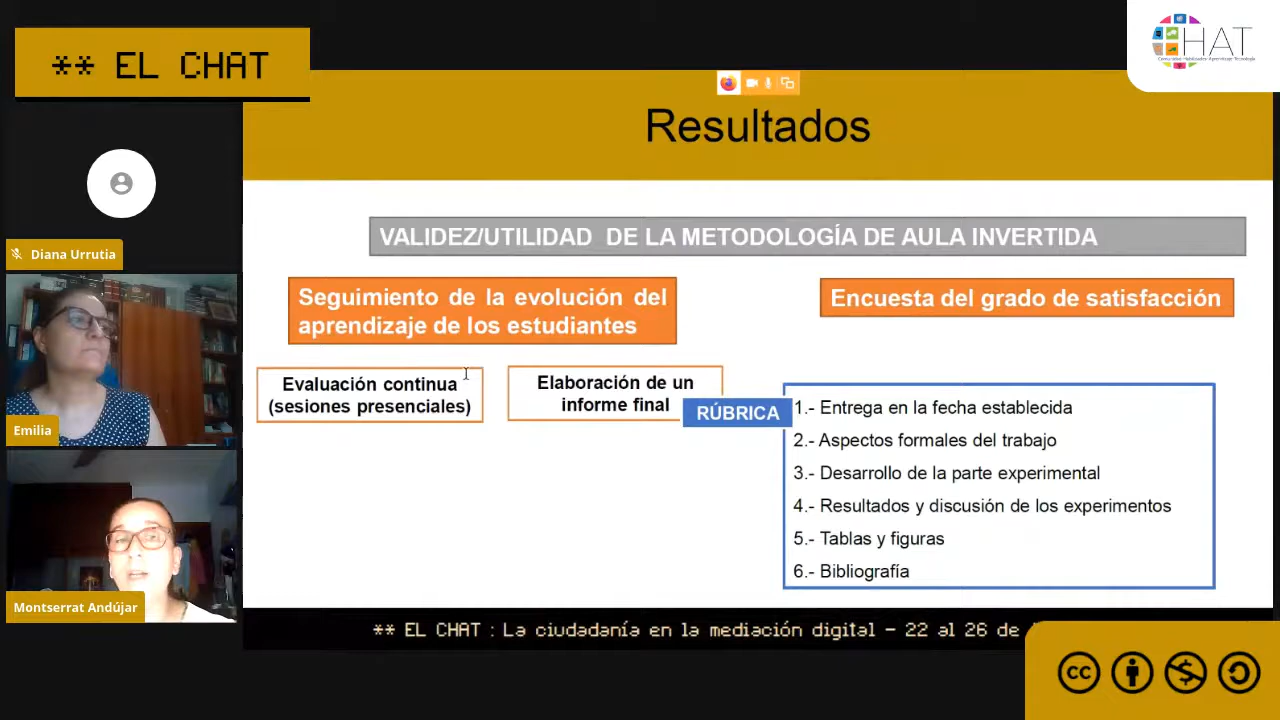 ** EL CHAT
HAT
Diana Urrutia
Emilia
Montserrat Andújar
Resultados
VALIDEZ/UTILIDAD DE LA METODOLOGÍA DE AULA INVERTIDA
Seguimiento de la evolución del
aprendizaje de los estudiantes
Encuesta del grado de satisfacción
Evaluación continua
(sesiones presenciales)
Elaboración de un
informe final
RÚBRICA
1.- Entrega en la fecha establecida
2.- Aspectos formales del trabajo
3.- Desarrollo de la parte experimental
4.- Resultados y discusión de los experimentos
5.- Tablas y figuras
6.- Bibliografía
** EL CHAT : La ciudadanía en la mediación digital – 22 al 26 de
cc